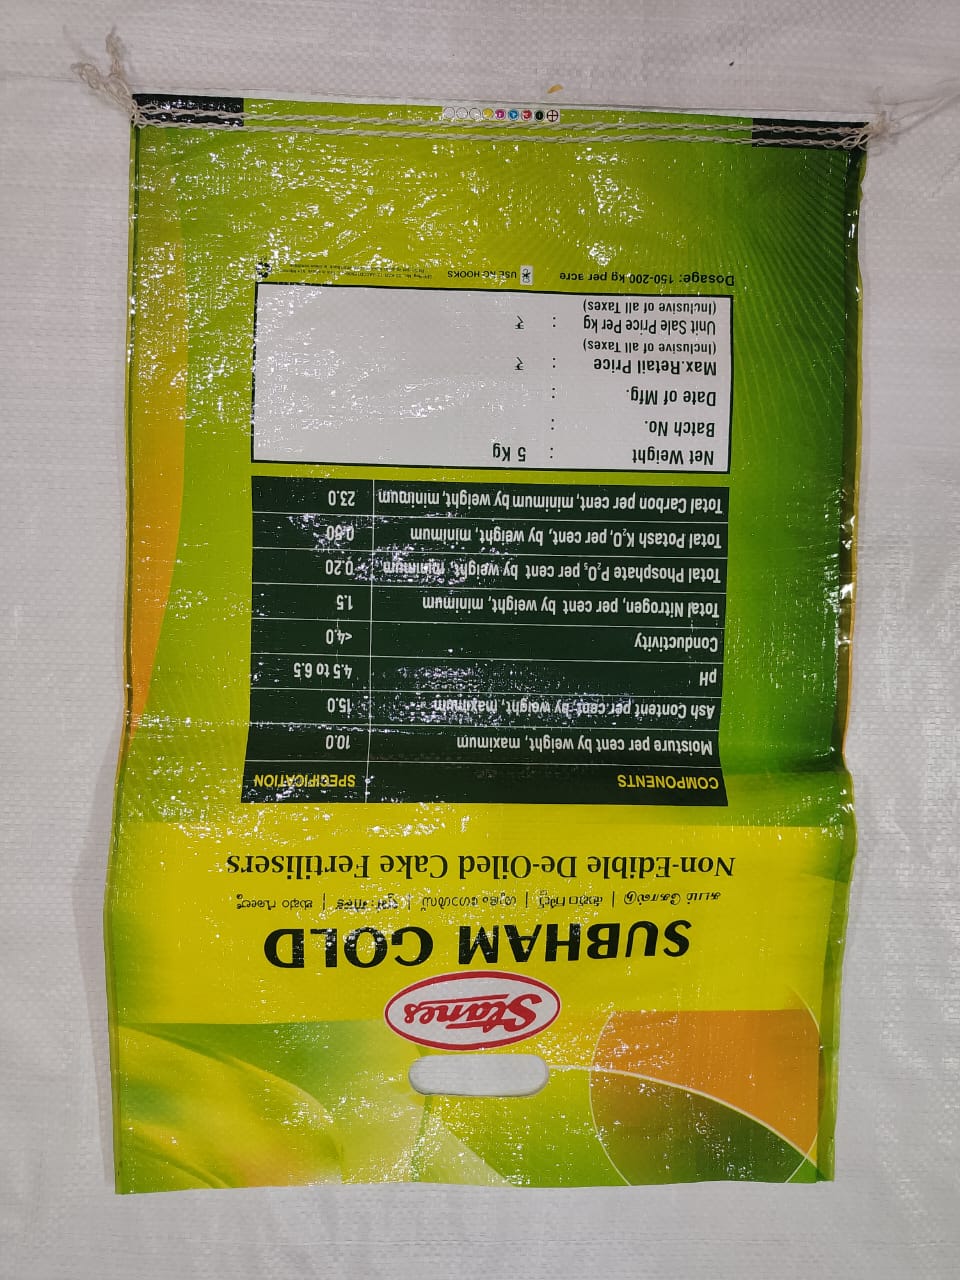 Stanes
SUBHAM GOLD
சுபம் கோல்டு
Non-Edible De-Oiled Cake Fertilisers
COMPONENTS SPECIFICATION
Moisture per cent by weight, maximum 10.0
Ash Content per cent by weight, maximum 15.0
pH 4.5 to 6.5
Conductivity <4.0
Total Nitrogen, per cent by weight, minimum 1.5
Total Phosphate P₂O₅ per cent by weight, minimum 0.20
Total Potash K₂O, per cent, by weight, minimum 0.50
Total Carbon per cent, minimum by weight, minimum 23.0
Net Weight : 5 Kg
Batch No. :
Date of Mfg. :
Max.Retail Price : ₹
(Inclusive of all Taxes)
Unit Sale Price Per kg : ₹
(Inclusive of all Taxes)
Dosage: 150-200 kg per acre USE NO HOOKS